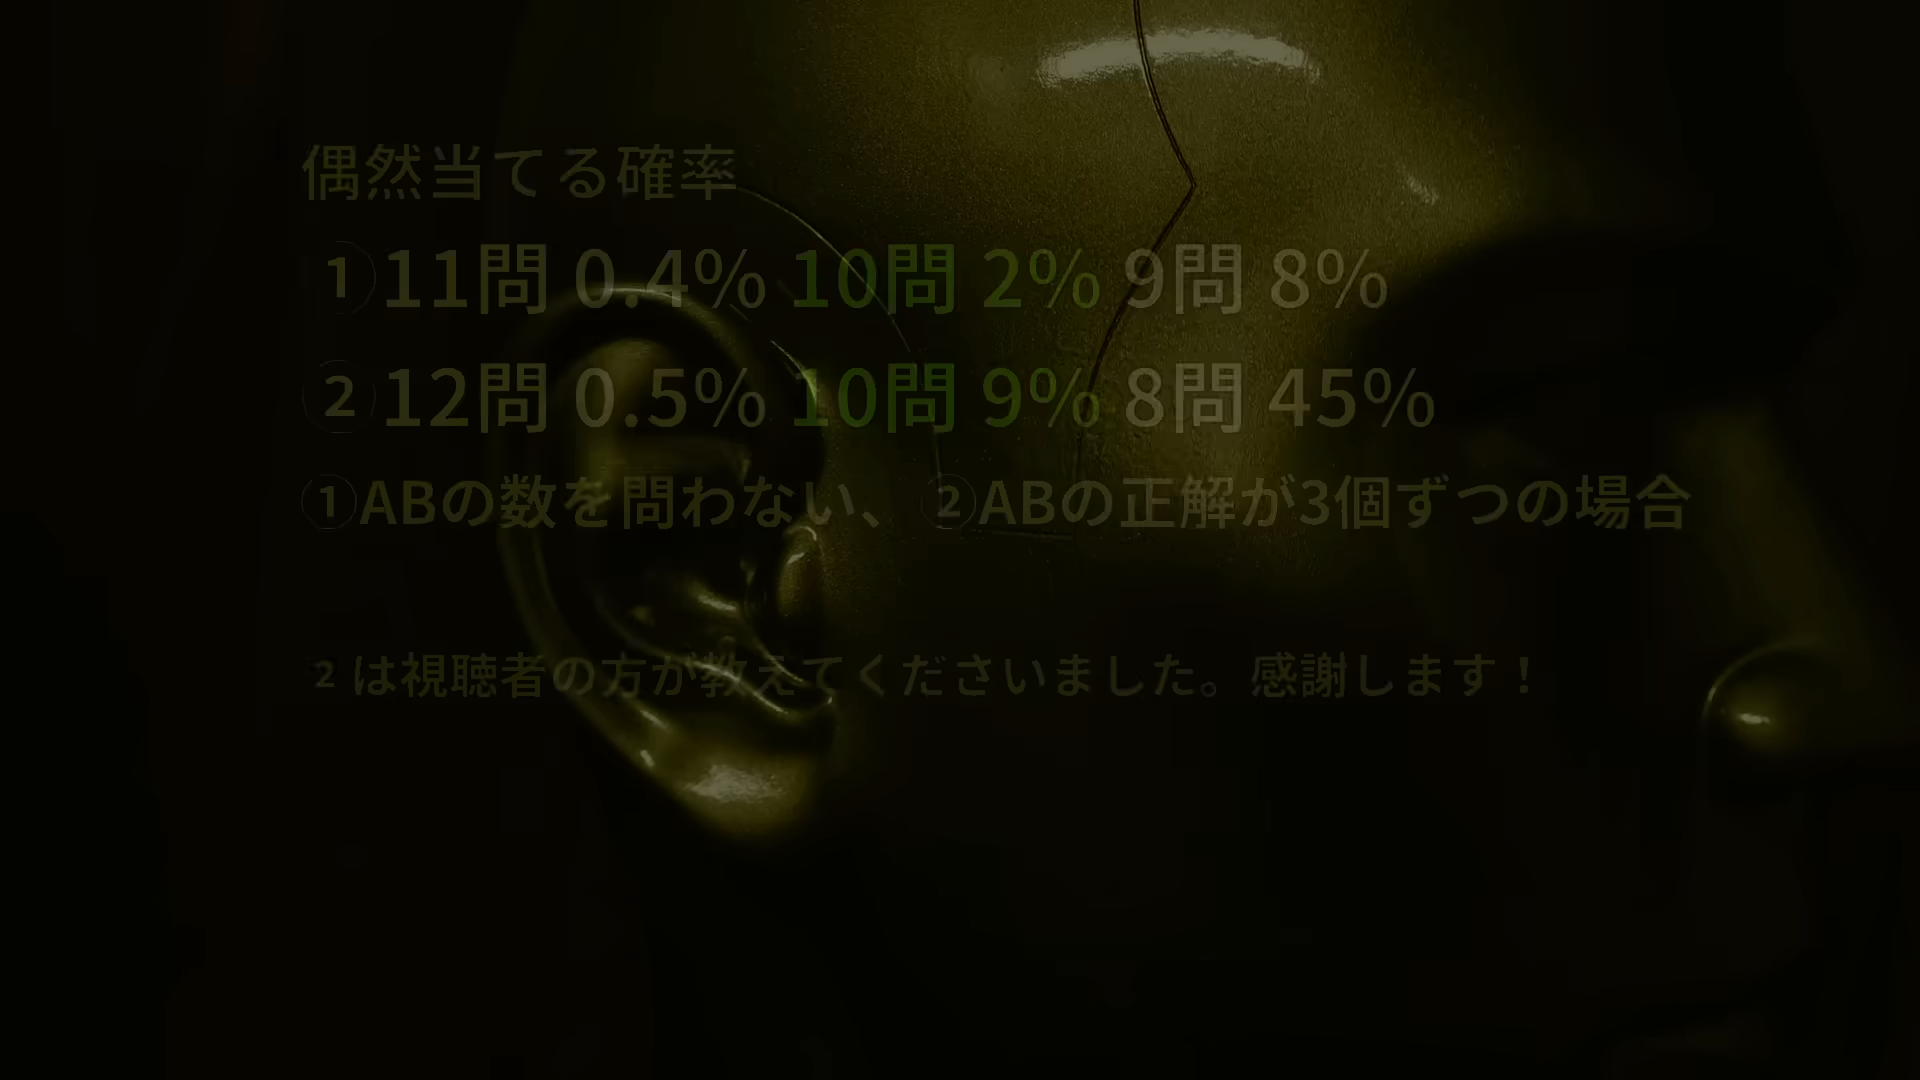 偶然当てる確率
①11問 0.4% 10問 2% 9問 8%
②12問 0.5% 10問 9% 8問 45%
①ABの数を問わない、②ABの正解が3個ずつの場合
②は視聴者の方が教えてくださいました。感謝します！